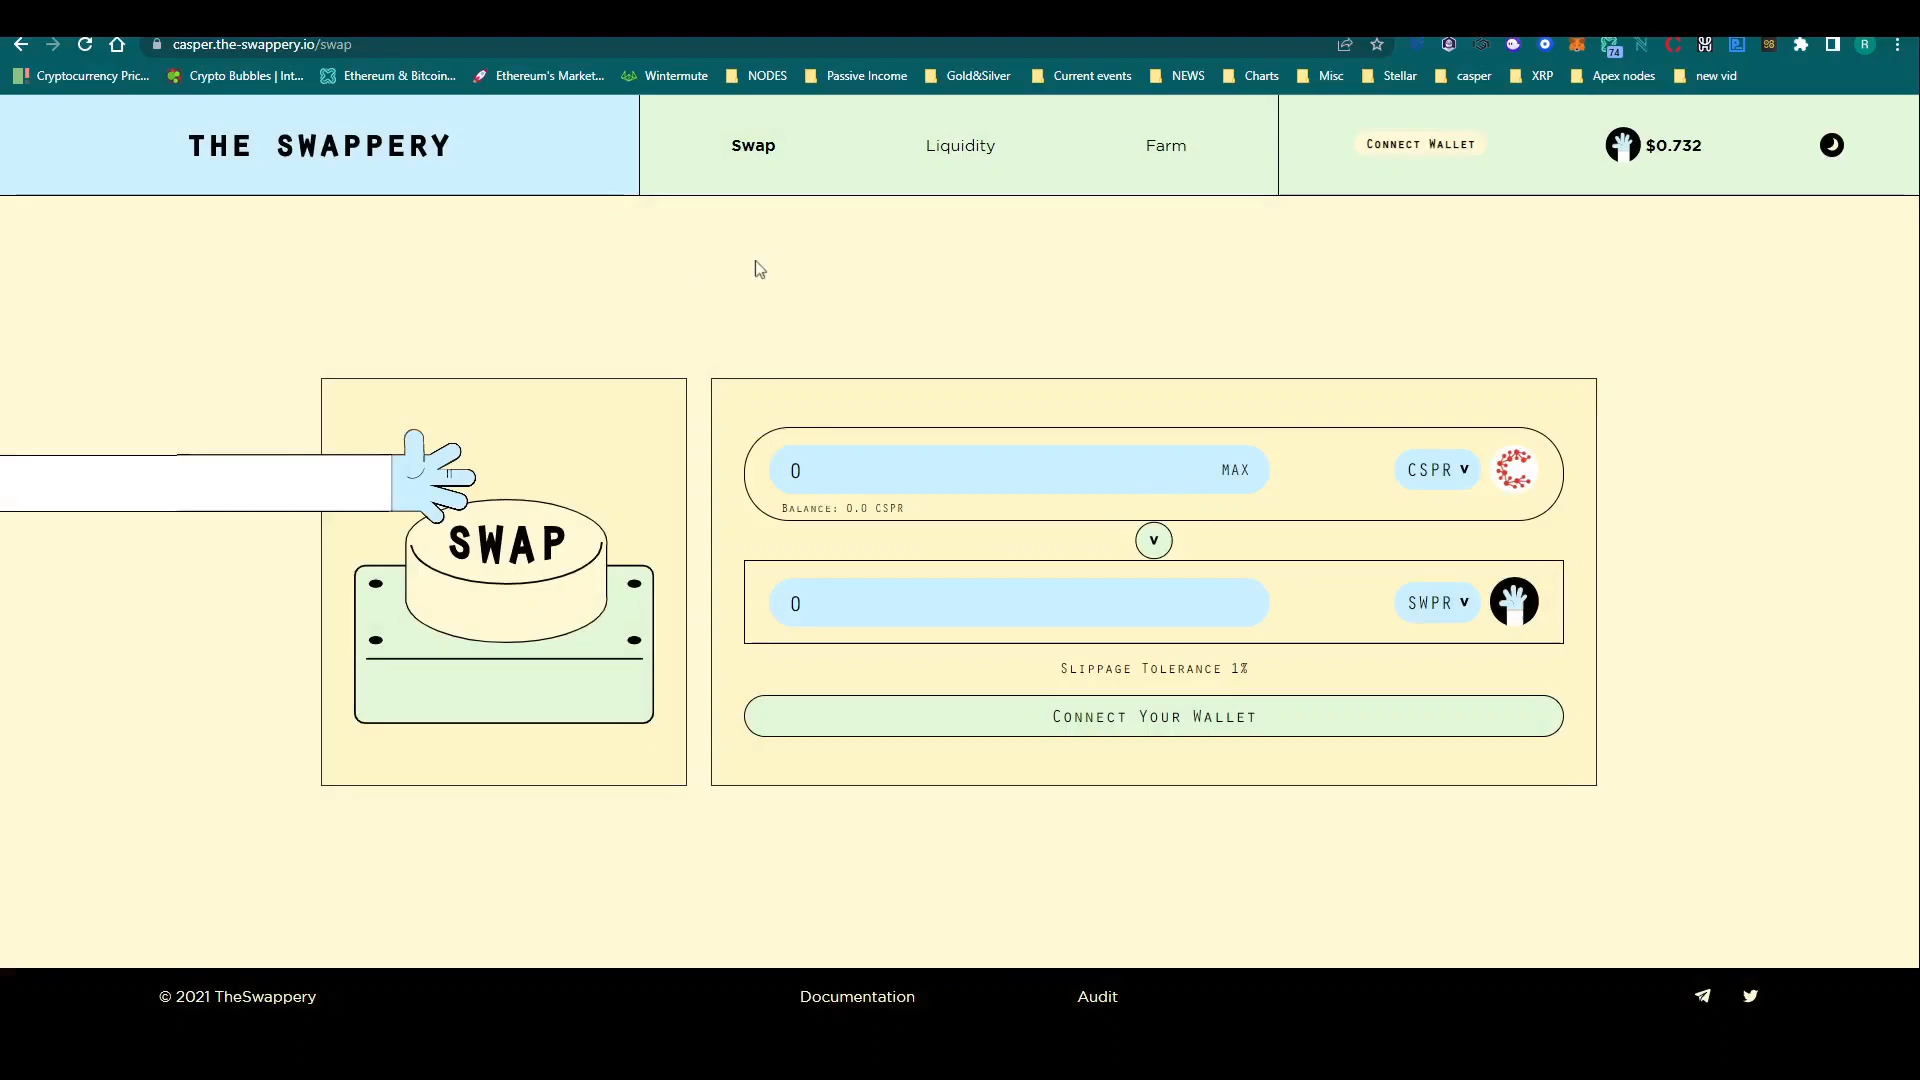 casper.the-swappery.io/swap
74
98
R
Cryptocurrency Pric...
Crypto Bubbles | Int...
Ethereum & Bitcoin...
Ethereum's Market...
Wintermute
NODES
Passive Income
Gold&Silver
Current events
NEWS
Charts
Misc
Stellar
casper
XRP
Apex nodes
new vid
THE SWAPPERY
Swap
Liquidity
Farm
Connect Wallet
$0.732
SWAP
0
MAX
CSPR v
Balance: 0.0 CSPR
v
0
SWPR v
Slippage Tolerance 1%
Connect Your Wallet
© 2021 TheSwappery
Documentation
Audit